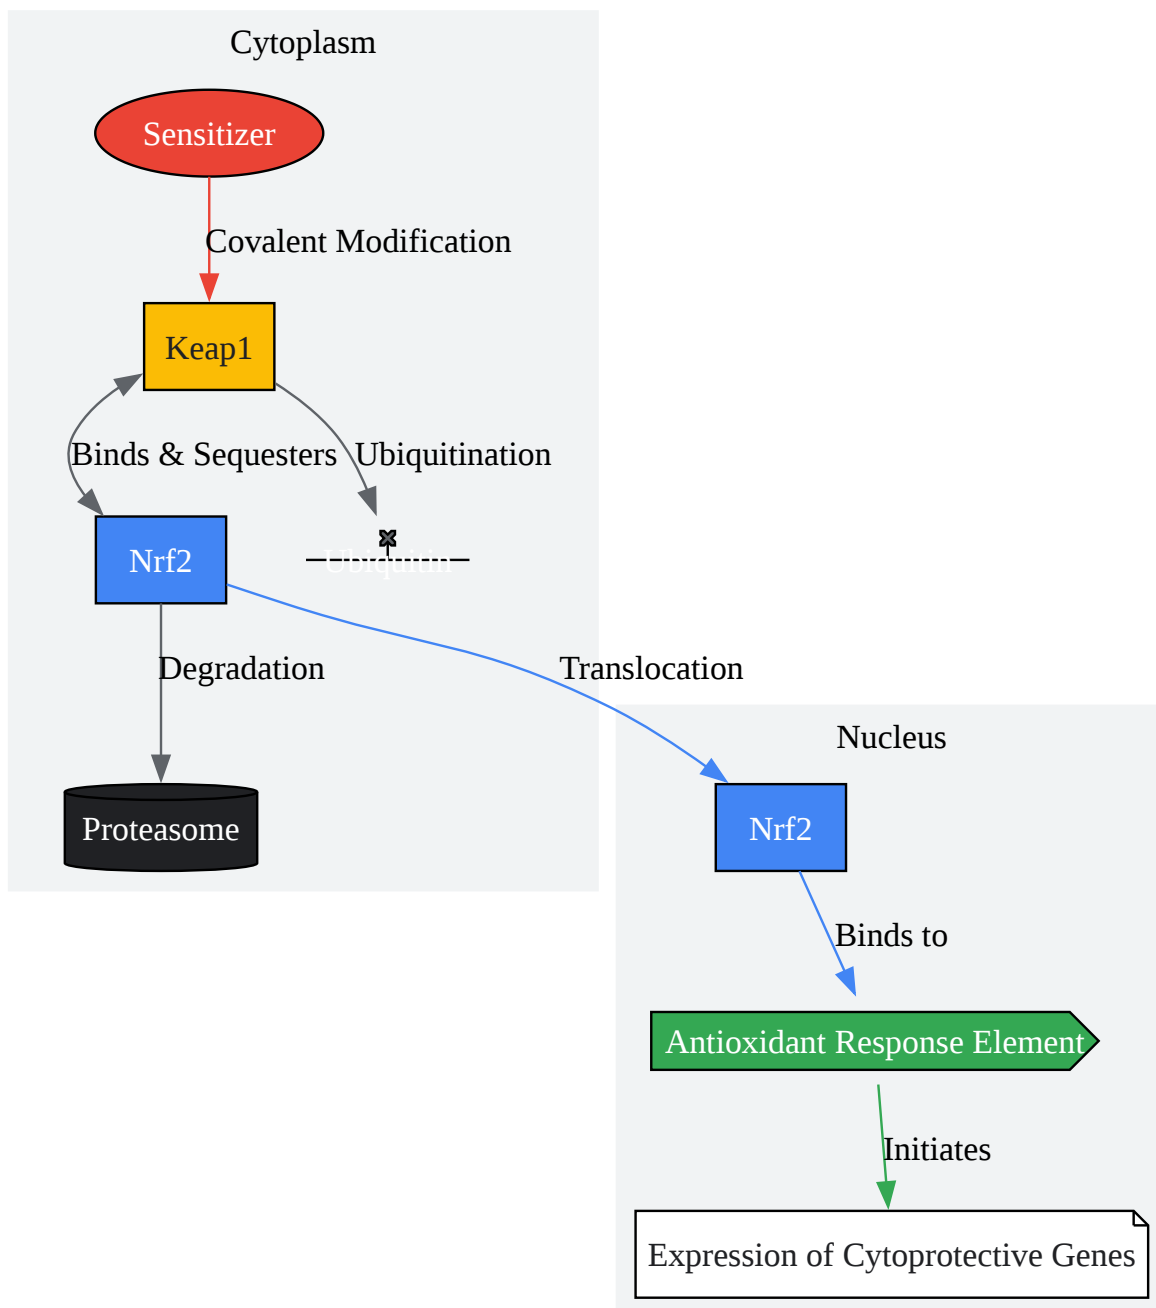 Cytoplasm
Sensitizer
Covalent Modification
Keap1
Binds & Sequesters
Ubiquitination
Nrf2
Ubiquitin
Degradation
Translocation
Nucleus
Proteasome
Nrf2
Binds to
Antioxidant Response Element
Initiates
Expression of Cytoprotective Genes